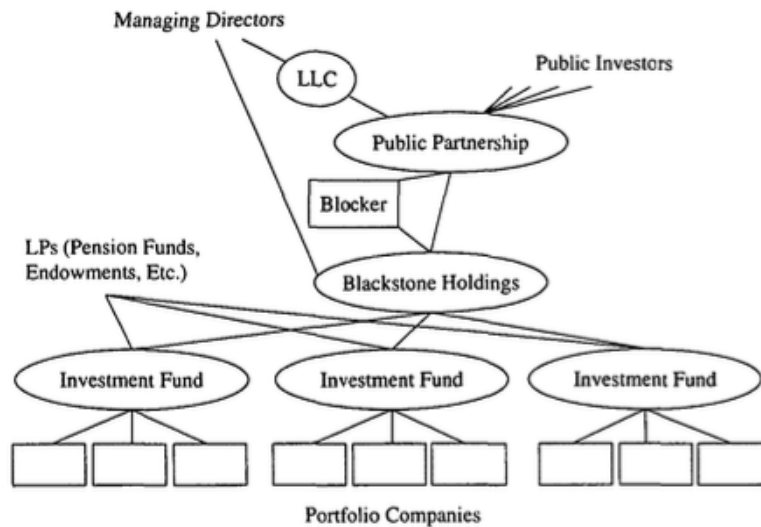 Managing Directors
LLC
Public Investors
Public Partnership
Blocker
LPs (Pension Funds,
Endowments, Etc.)
Blackstone Holdings
Investment Fund
Investment Fund
Investment Fund
Portfolio Companies